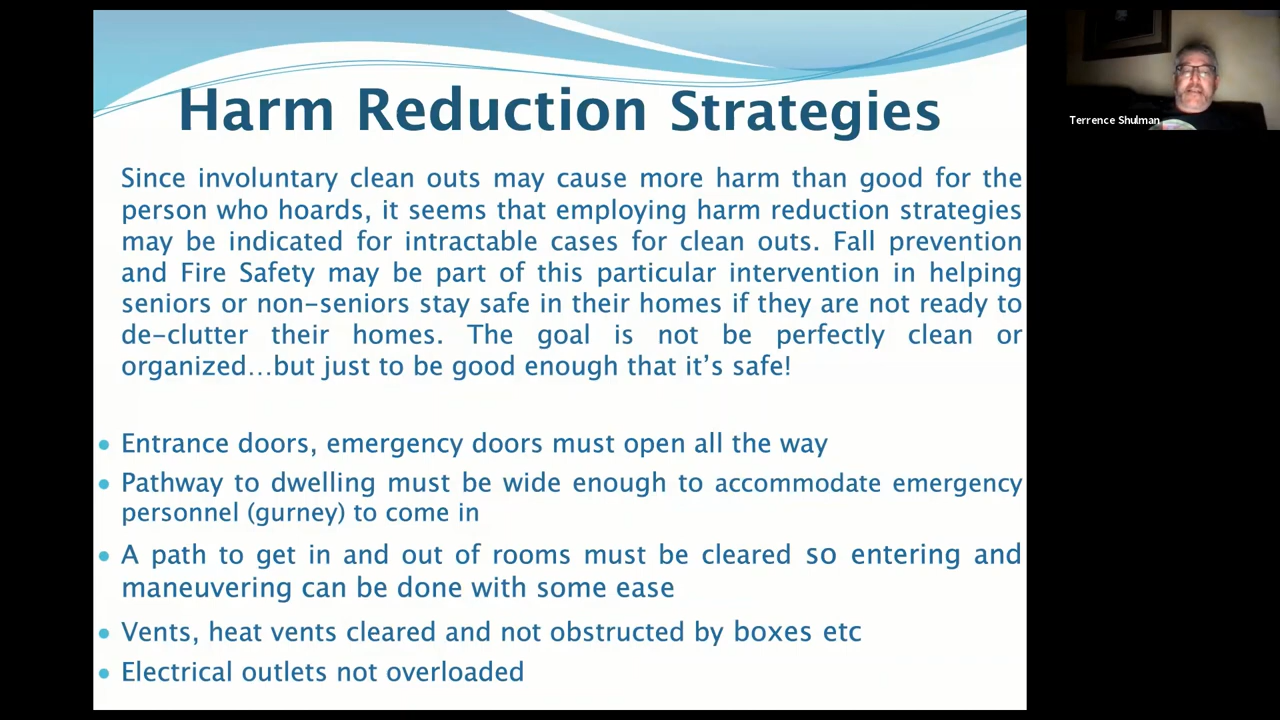 Harm Reduction Strategies
Terrence Shulman
Since involuntary clean outs may cause more harm than good for the
person who hoards, it seems that employing harm reduction strategies
may be indicated for intractable cases for clean outs. Fall prevention
and Fire Safety may be part of this particular intervention in helping
seniors or non-seniors stay safe in their homes if they are not ready to
de-clutter their homes. The goal is not be perfectly clean or
organized...but just to be good enough that it's safe!
• Entrance doors, emergency doors must open all the way
• Pathway to dwelling must be wide enough to accommodate emergency
personnel (gurney) to come in
• A path to get in and out of rooms must be cleared so entering and
maneuvering can be done with some ease
• Vents, heat vents cleared and not obstructed by boxes etc
• Electrical outlets not overloaded